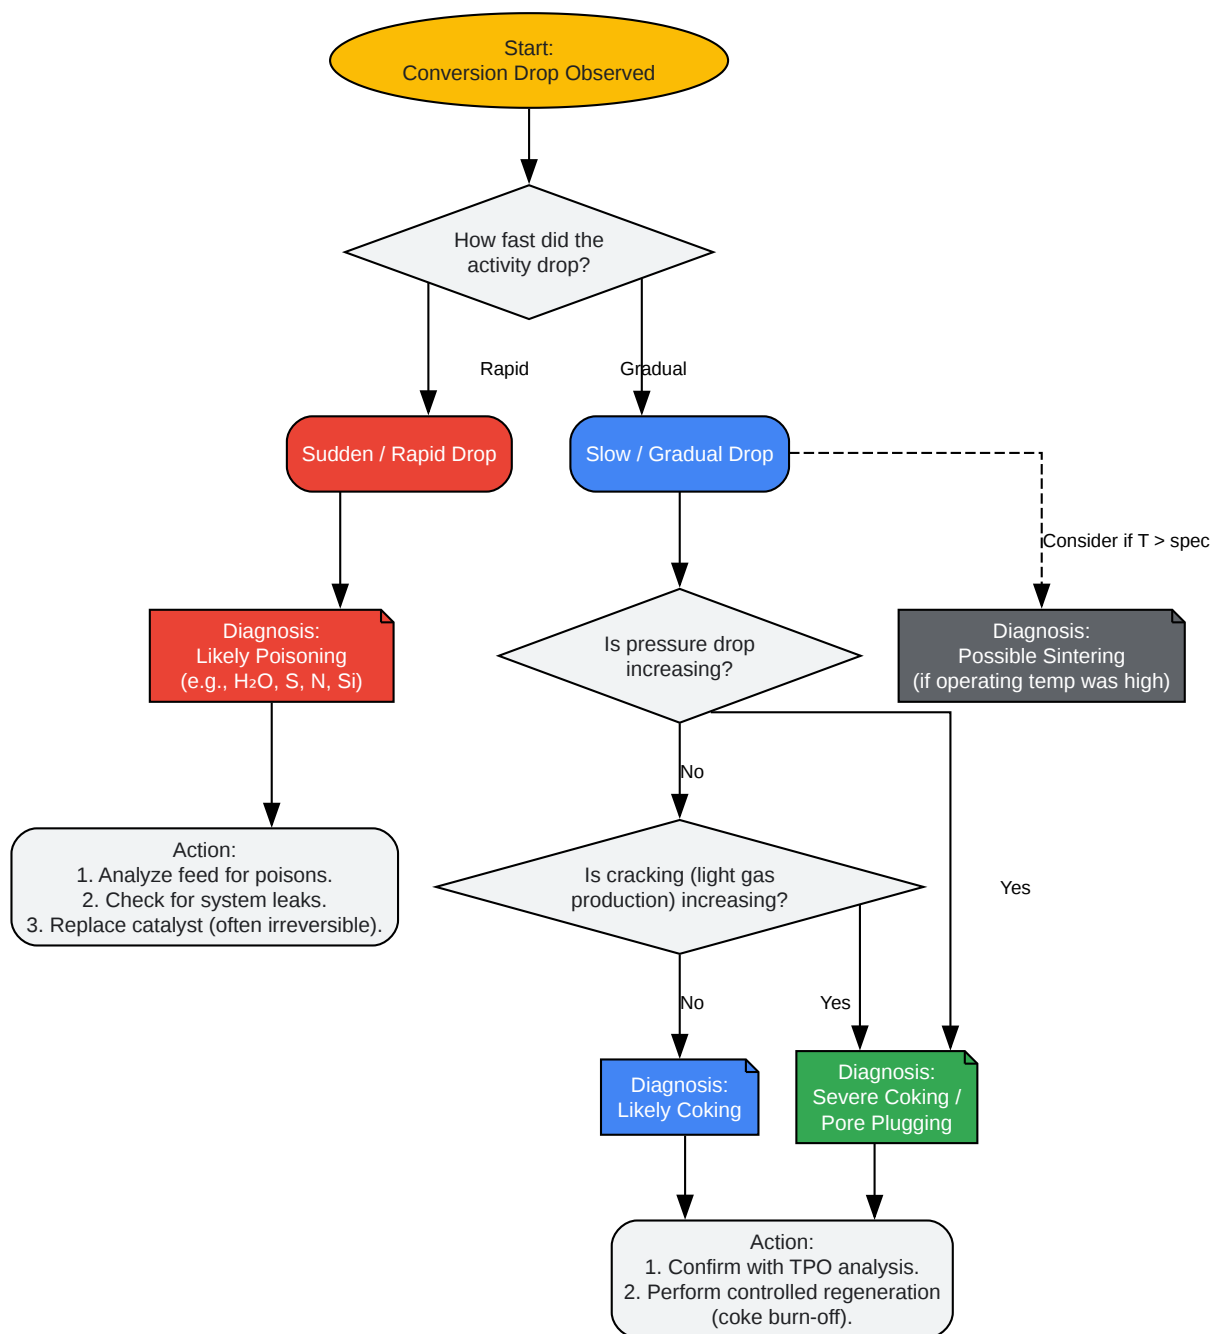 Start:
Conversion Drop Observed
How fast did the
activity drop?
Rapid
Gradual
Sudden / Rapid Drop
Slow / Gradual Drop
Consider if T > spec
Diagnosis:
Likely Poisoning
(e.g., H₂O, S, N, Si)
Is pressure drop
increasing?
Diagnosis:
Possible Sintering
(if operating temp was high)
No
Action:
1. Analyze feed for poisons.
2. Check for system leaks.
3. Replace catalyst (often irreversible).
Is cracking (light gas
production) increasing?
Yes
No
Yes
Diagnosis:
Likely Coking
Diagnosis:
Severe Coking /
Pore Plugging
Action:
1. Confirm with TPO analysis.
2. Perform controlled regeneration
(coke burn-off).